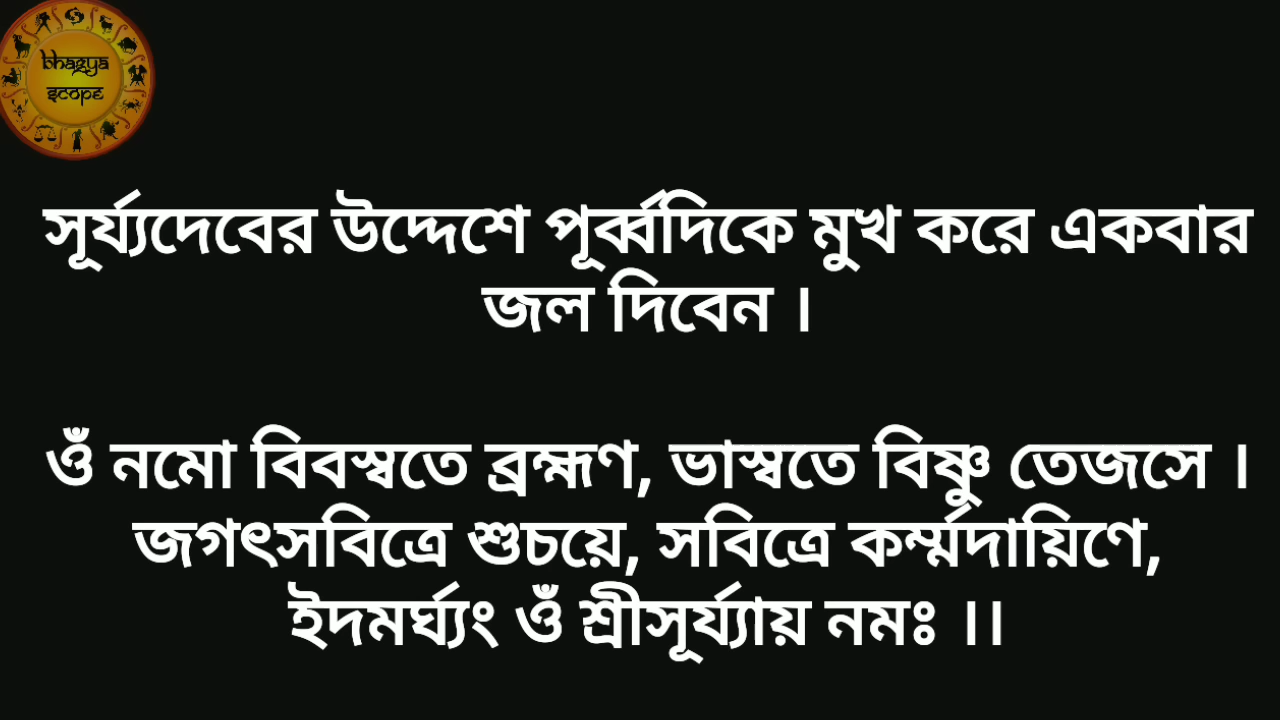 bhagya
scope
সূর্য্যদেবের উদ্দেশে পূর্ব্বদিকে মুখ করে একবার
জল দিবেন ।
ওঁ নমো বিবস্বতে ব্রহ্মণ, ভাস্বতে বিষ্ণু তেজসে ।
জগৎসবিত্রে শুচয়ে, সবিত্রে কর্ম্মদায়িণে,
ইদমর্ঘ্যং ওঁ শ্রীসূর্য্যায় নমঃ ।।